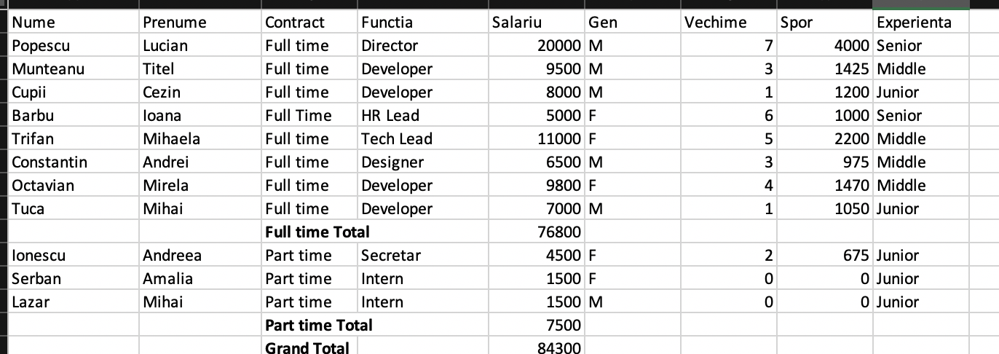 Nume Prenume Contract Functia Salariu Gen Vechime Spor Experienta
Popescu Lucian Full time Director 20000 M 7 4000 Senior
Munteanu Titel Full time Developer 9500 M 3 1425 Middle
Cupii Cezin Full time Developer 8000 M 1 1200 Junior
Barbu Ioana Full Time HR Lead 5000 F 6 1000 Senior
Trifan Mihaela Full time Tech Lead 11000 F 5 2200 Middle
Constantin Andrei Full time Designer 6500 M 3 975 Middle
Octavian Mirela Full time Developer 9800 F 4 1470 Middle
Tuca Mihai Full time Developer 7000 M 1 1050 Junior
Full time Total 76800
Ionescu Andreea Part time Secretar 4500 F 2 675 Junior
Serban Amalia Part time Intern 1500 F 0 0 Junior
Lazar Mihai Part time Intern 1500 M 0 0 Junior
Part time Total 7500
Grand Total 84300